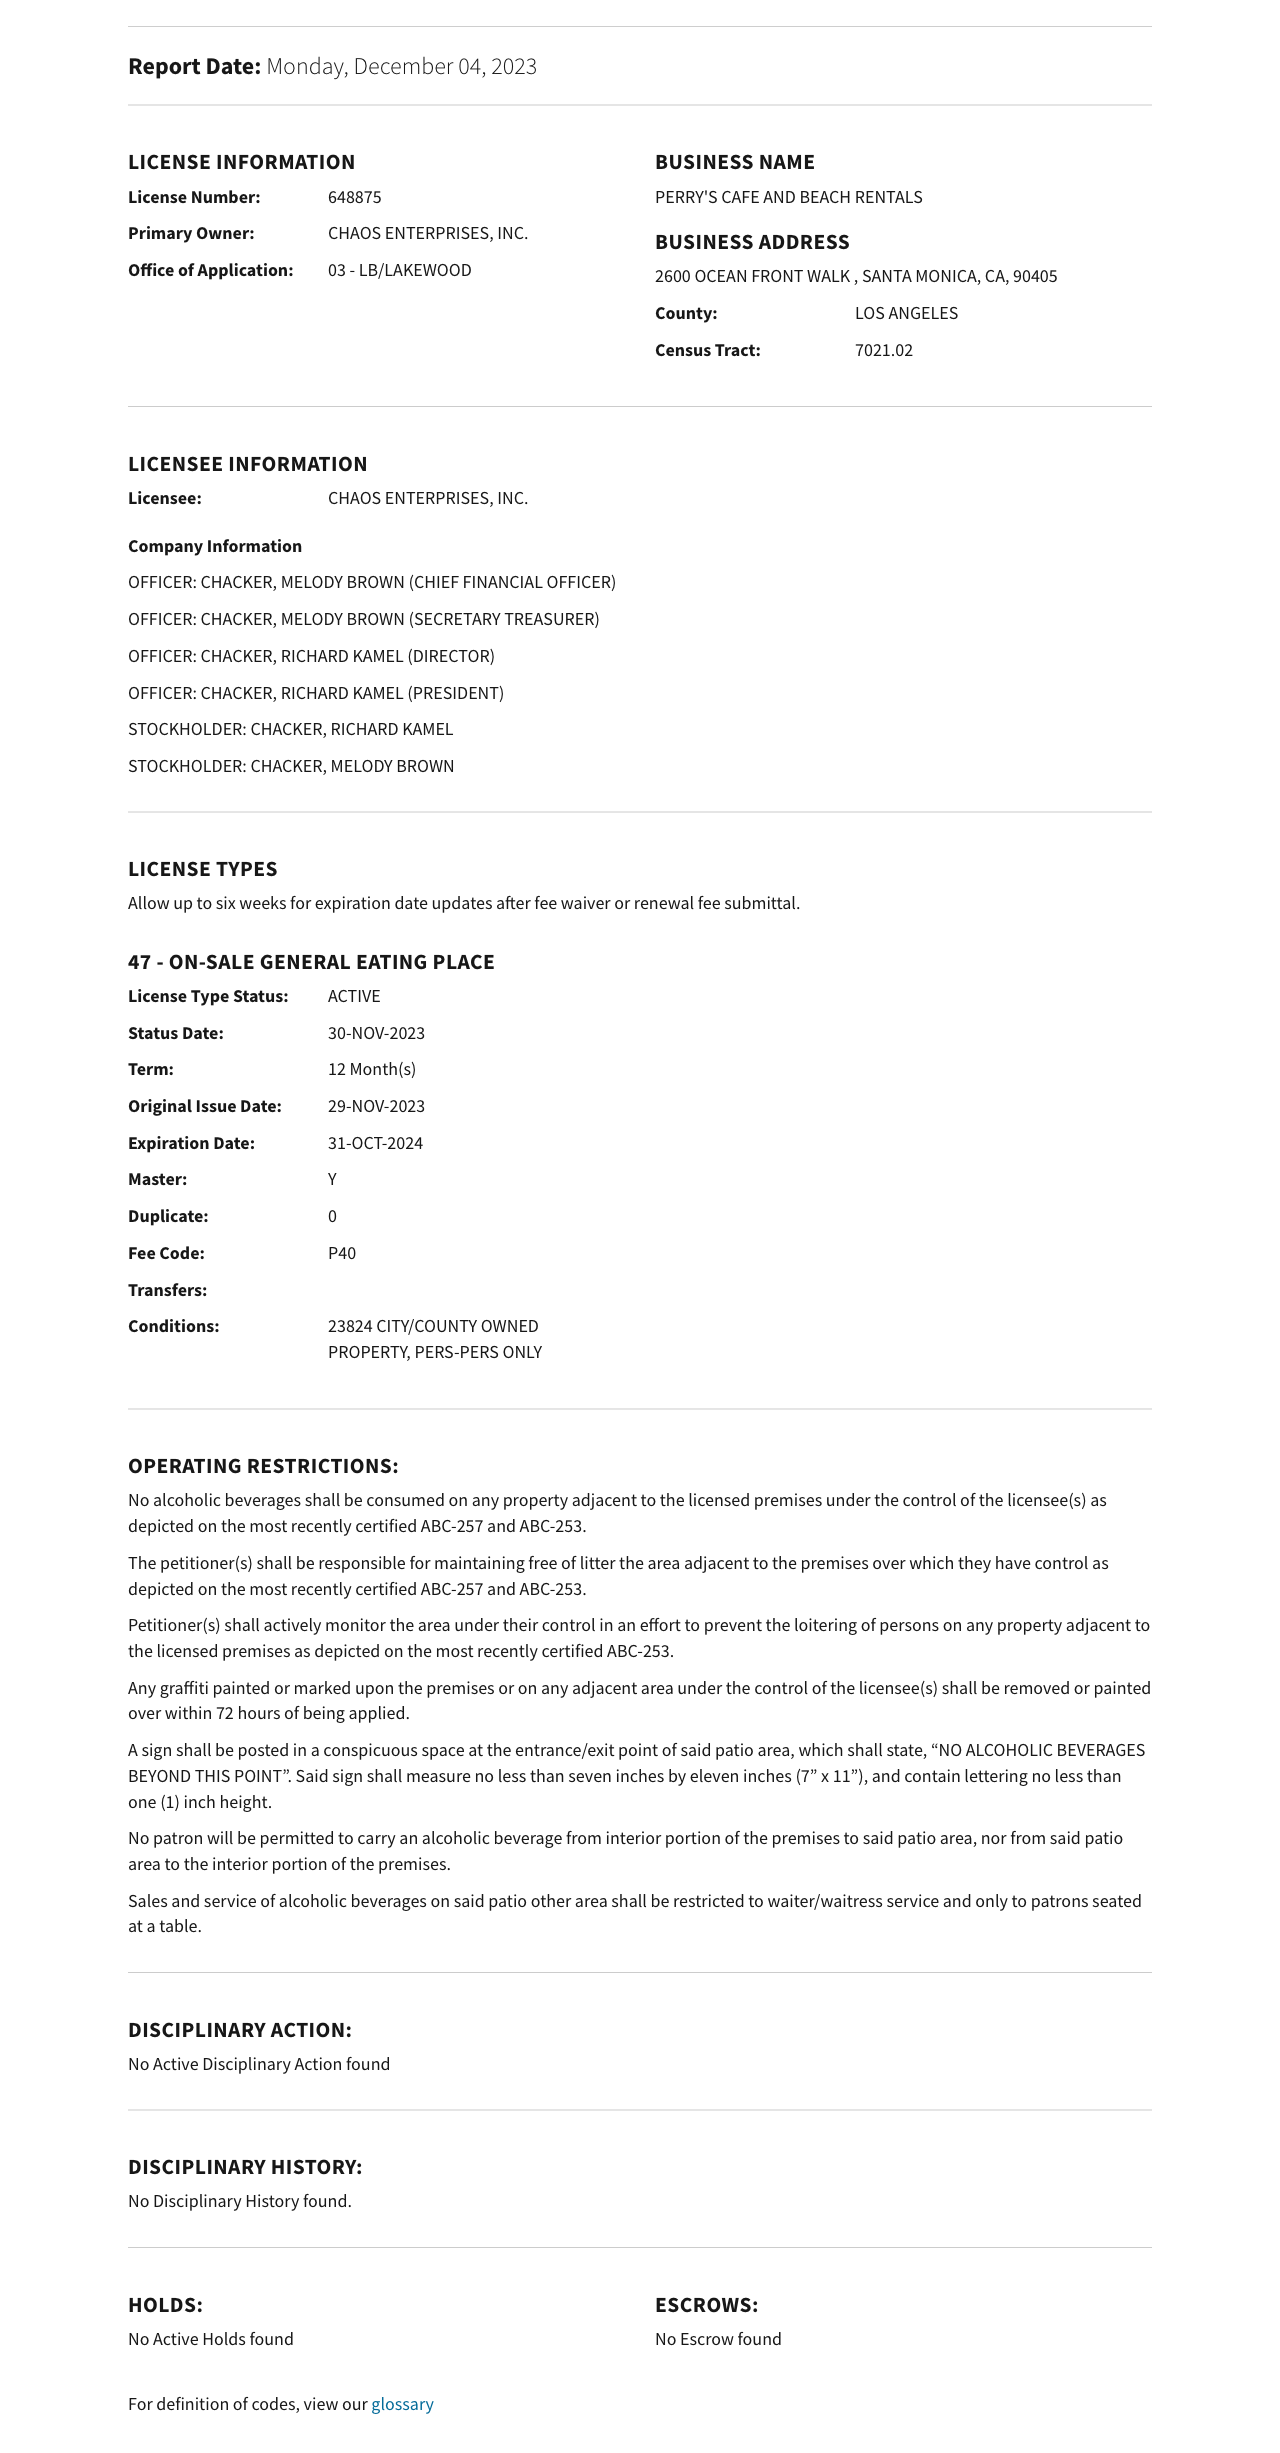 Report Date: Monday, December 04, 2023
LICENSE INFORMATION
License Number: 648875
Primary Owner: CHAOS ENTERPRISES, INC.
Office of Application: 03 - LB/LAKEWOOD
BUSINESS NAME
PERRY'S CAFE AND BEACH RENTALS
BUSINESS ADDRESS
2600 OCEAN FRONT WALK , SANTA MONICA, CA, 90405
County: LOS ANGELES
Census Tract: 7021.02
LICENSEE INFORMATION
Licensee: CHAOS ENTERPRISES, INC.
Company Information
OFFICER: CHACKER, MELODY BROWN (CHIEF FINANCIAL OFFICER)
OFFICER: CHACKER, MELODY BROWN (SECRETARY TREASURER)
OFFICER: CHACKER, RICHARD KAMEL (DIRECTOR)
OFFICER: CHACKER, RICHARD KAMEL (PRESIDENT)
STOCKHOLDER: CHACKER, RICHARD KAMEL
STOCKHOLDER: CHACKER, MELODY BROWN
LICENSE TYPES
Allow up to six weeks for expiration date updates after fee waiver or renewal fee submittal.
47 - ON-SALE GENERAL EATING PLACE
License Type Status: ACTIVE
Status Date: 30-NOV-2023
Term: 12 Month(s)
Original Issue Date: 29-NOV-2023
Expiration Date: 31-OCT-2024
Master: Y
Duplicate: 0
Fee Code: P40
Transfers:
Conditions: 23824 CITY/COUNTY OWNED
PROPERTY, PERS-PERS ONLY
OPERATING RESTRICTIONS:
No alcoholic beverages shall be consumed on any property adjacent to the licensed premises under the control of the licensee(s) as
depicted on the most recently certified ABC-257 and ABC-253.
The petitioner(s) shall be responsible for maintaining free of litter the area adjacent to the premises over which they have control as
depicted on the most recently certified ABC-257 and ABC-253.
Petitioner(s) shall actively monitor the area under their control in an effort to prevent the loitering of persons on any property adjacent to
the licensed premises as depicted on the most recently certified ABC-253.
Any graffiti painted or marked upon the premises or on any adjacent area under the control of the licensee(s) shall be removed or painted
over within 72 hours of being applied.
A sign shall be posted in a conspicuous space at the entrance/exit point of said patio area, which shall state, “NO ALCOHOLIC BEVERAGES
BEYOND THIS POINT”. Said sign shall measure no less than seven inches by eleven inches (7” x 11”), and contain lettering no less than
one (1) inch height.
No patron will be permitted to carry an alcoholic beverage from interior portion of the premises to said patio area, nor from said patio
area to the interior portion of the premises.
Sales and service of alcoholic beverages on said patio other area shall be restricted to waiter/waitress service and only to patrons seated
at a table.
DISCIPLINARY ACTION:
No Active Disciplinary Action found
DISCIPLINARY HISTORY:
No Disciplinary History found.
HOLDS:
No Active Holds found
ESCROWS:
No Escrow found
For definition of codes, view our glossary